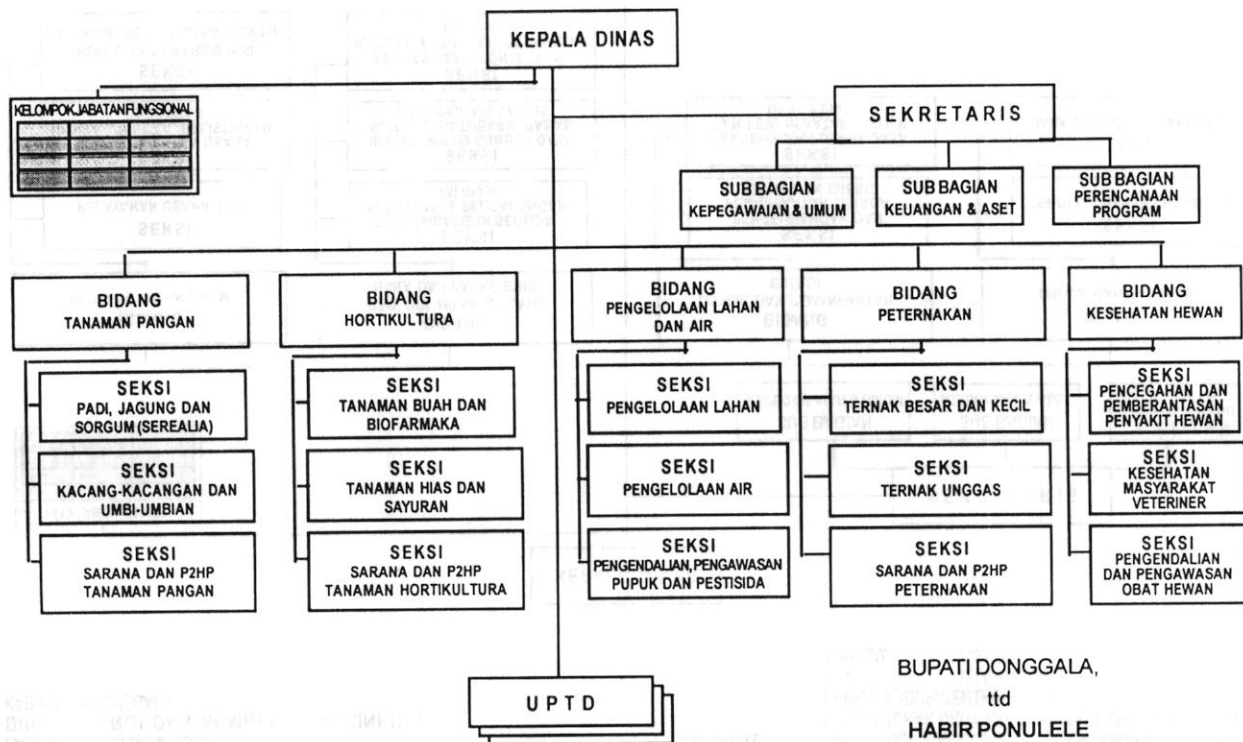 KEPALA DINAS
KELOMPOK JABATAN FUNGSIONAL
SEKRETARIS
SUB BAGIAN
KEPEGAWAIAN & UMUM
SUB BAGIAN
KEUANGAN & ASET
SUB BAGIAN
PERENCANAAN
PROGRAM
BIDANG
TANAMAN PANGAN
BIDANG
HORTIKULTURA
BIDANG
PENGELOLAAN LAHAN
DAN AIR
BIDANG
PETERNAKAN
BIDANG
KESEHATAN HEWAN
SEKSI
PADI, JAGUNG DAN
SORGUM (SEREALIA)
SEKSI
TANAMAN BUAH DAN
BIOFARMAKA
SEKSI
PENGELOLAAN LAHAN
SEKSI
TERNAK BESAR DAN KECIL
SEKSI
PENCEGAHAN DAN
PEMBERANTASAN
PENYAKIT HEWAN
SEKSI
KACANG-KACANGAN DAN
UMBI-UMBIAN
SEKSI
TANAMAN HIAS DAN
SAYURAN
SEKSI
PENGELOLAAN AIR
SEKSI
TERNAK UNGGAS
SEKSI
KESEHATAN
MASYARAKAT
VETERINER
SEKSI
SARANA DAN P2HP
TANAMAN PANGAN
SEKSI
SARANA DAN P2HP
TANAMAN HORTIKULTURA
SEKSI
PENGENDALIAN, PENGAWASAN
PUPUK DAN PESTISIDA
SEKSI
SARANA DAN P2HP
PETERNAKAN
SEKSI
PENGENDALIAN
DAN PENGAWASAN
OBAT HEWAN
UPTD
BUPATI DONGGALA,
ttd
HABIR PONULELE